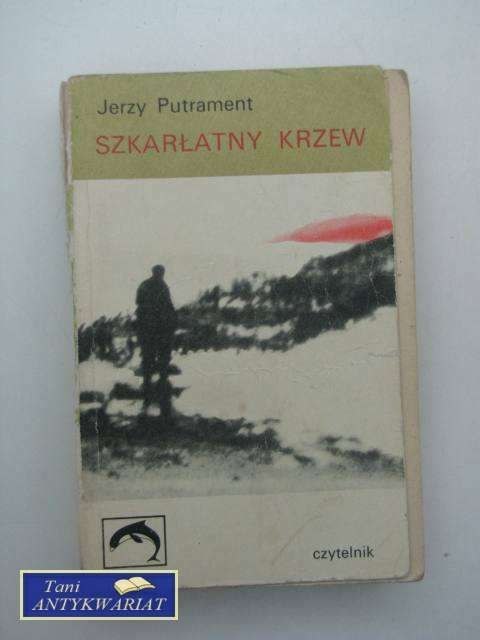 Jerzy Putrament
SZKARŁATNY KRZEW
czytelnik
Tani
ANTYKWARIAT